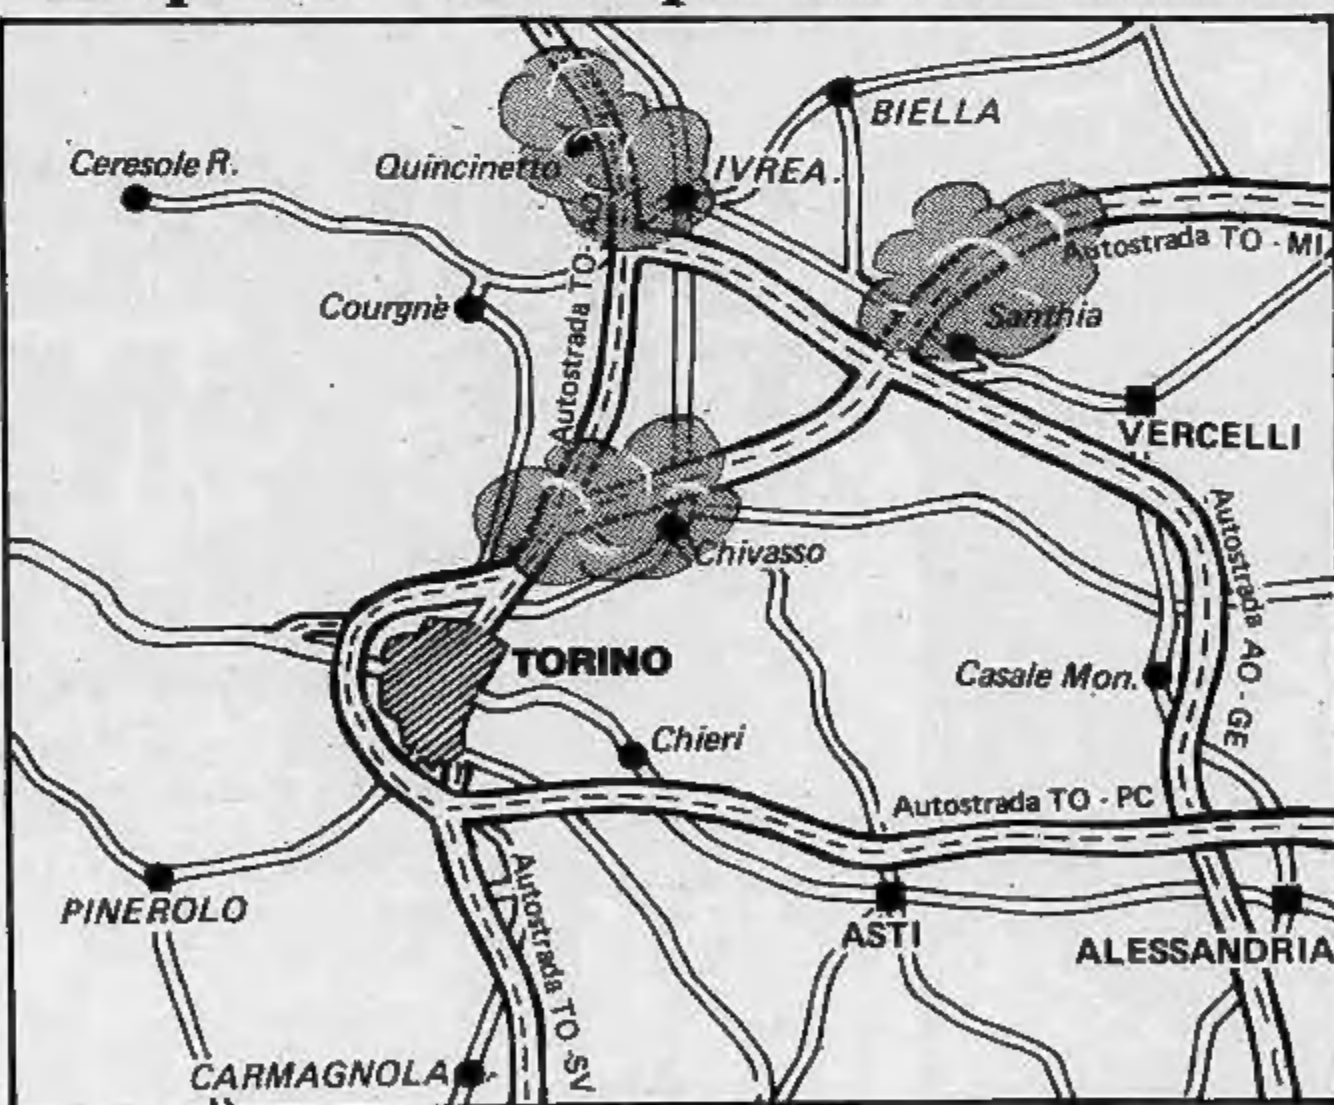 BIELLA
Ceresole R.
Quincinetto
IVREA.
Autostrada TO - MI
Courgnè
Santhia
Autostrada TO -
VERCELLI
Autostrada AO - GE
Chivasso
TORINO
Casale Mon.
Chieri
Autostrada TO - PC
PINEROLO
Autostrada TO - SV
ASTI
ALESSANDRIA
CARMAGNOLA